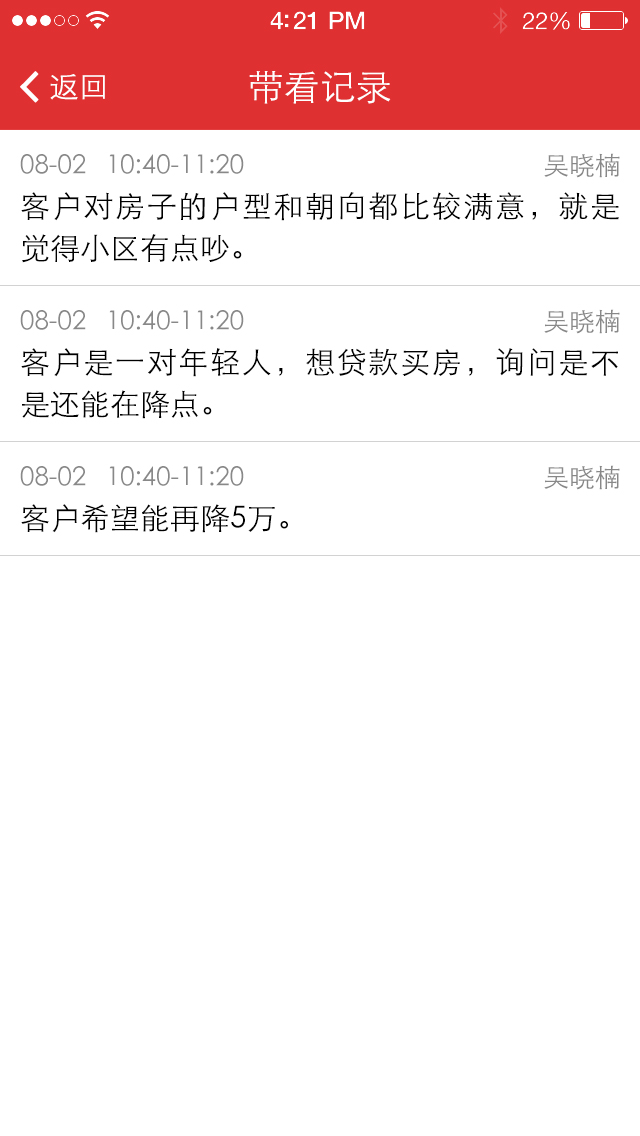 4:21 PM 22%
返回 带看记录
08-02 10:40-11:20 吴晓楠
客户对房子的户型和朝向都比较满意，就是
觉得小区有点吵。
08-02 10:40-11:20 吴晓楠
客户是一对年轻人，想贷款买房，询问是不
是还能在降点。
08-02 10:40-11:20 吴晓楠
客户希望能再降5万。